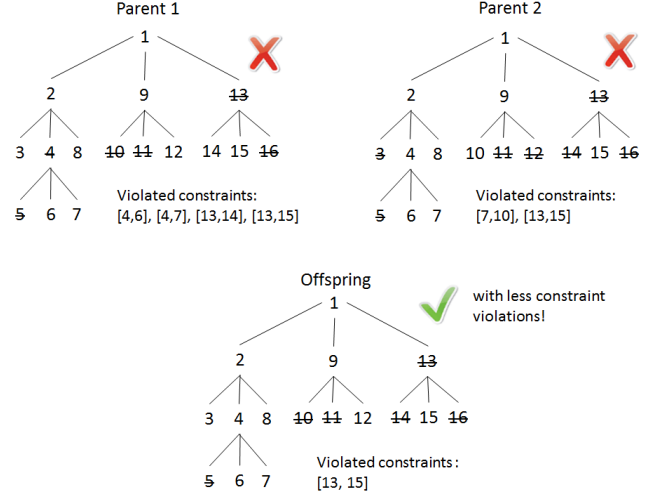 Parent 1
1
2 9 13
3 4 8 10 11 12 14 15 16
5 6 7
Violated constraints:
[4,6], [4,7], [13,14], [13,15]
Parent 2
1
2 9 13
3 4 8 10 11 12 14 15 16
5 6 7
Violated constraints:
[7,10], [13,15]
Offspring
1
with less constraint
violations!
2 9 13
3 4 8 10 11 12 14 15 16
5 6 7
Violated constraints :
[13, 15]